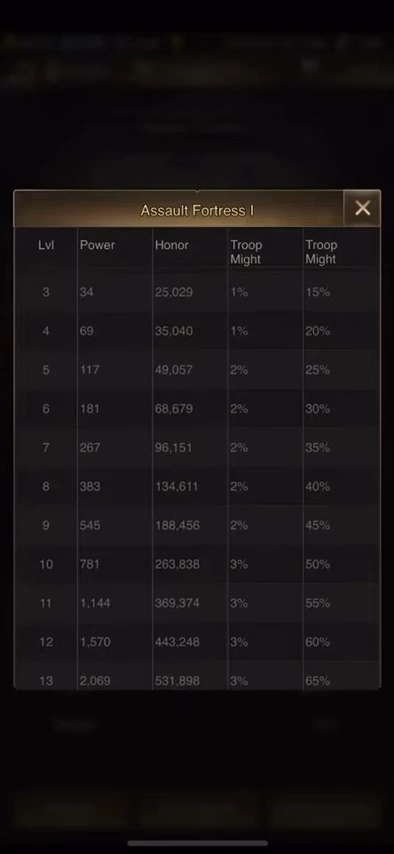 Assault Fortress I
Lvl Power Honor Troop Might Troop Might
3 34 25,029 1% 15%
4 69 35,040 1% 20%
5 117 49,057 2% 25%
6 181 68,679 2% 30%
7 267 96,151 2% 35%
8 383 134,611 2% 40%
9 545 188,456 2% 45%
10 781 263,838 3% 50%
11 1,144 369,374 3% 55%
12 1,570 443,248 3% 60%
13 2,069 531,898 3% 65%